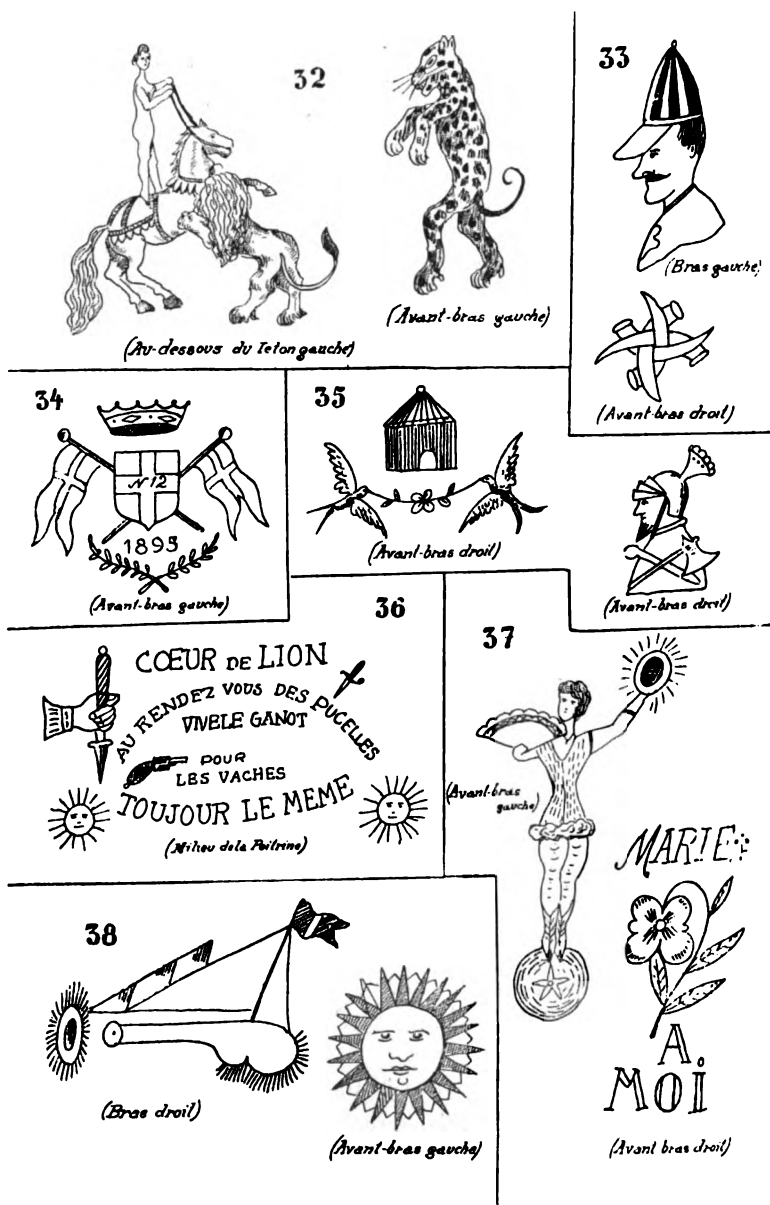 32
(Au-dessous du Teton gauche)
(Avant-bras gauche)
33
(Bras gauche)
(Avant-bras droit)
34
N 12
1895
(Avant-bras gauche)
35
(Avant-bras droit)
(Avant-bras droit)
36
CŒUR DE LION
AU RENDEZ VOUS DES PUCELLES
VIVE LE GANOT
POUR
LES VACHES
TOUJOUR LE MEME
(Milieu de la Poitrine)
37
(Avant-bras
gauche)
MARIE
A.
MOI
(Avant bras droit)
38
(Bras droit)
(Avant-bras gauche)